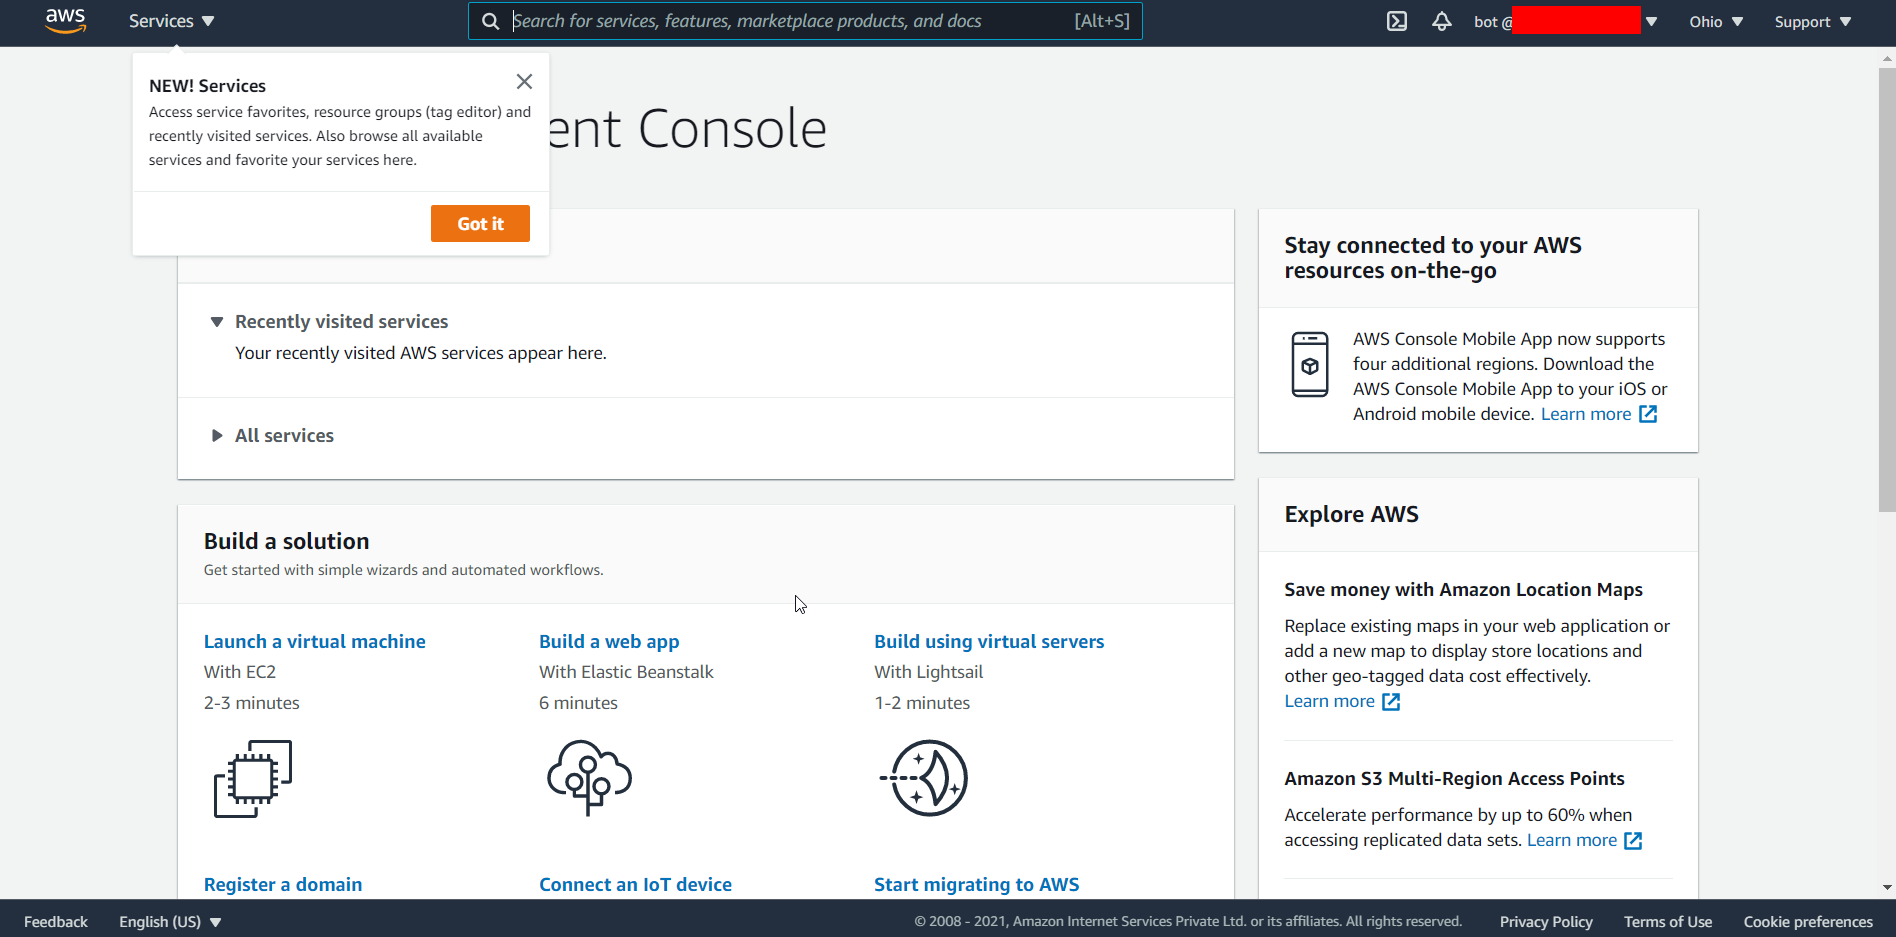 aws
Services
Search for services, features, marketplace products, and docs
[Alt+S]
bot @
Ohio
Support
NEW! Services
Access service favorites, resource groups (tag editor) and
recently visited services. Also browse all available
services and favorite your services here.
Got it
ent Console
Recently visited services
Your recently visited AWS services appear here.
All services
Stay connected to your AWS
resources on-the-go
AWS Console Mobile App now supports
four additional regions. Download the
AWS Console Mobile App to your iOS or
Android mobile device. Learn more
Build a solution
Get started with simple wizards and automated workflows.
Launch a virtual machine
With EC2
2-3 minutes
Build a web app
With Elastic Beanstalk
6 minutes
Build using virtual servers
With Lightsail
1-2 minutes
Register a domain
Connect an IoT device
Start migrating to AWS
Explore AWS
Save money with Amazon Location Maps
Replace existing maps in your web application or
add a new map to display store locations and
other geo-tagged data cost effectively.
Learn more
Amazon S3 Multi-Region Access Points
Accelerate performance by up to 60% when
accessing replicated data sets. Learn more
Feedback
English (US)
© 2008 - 2021, Amazon Internet Services Private Ltd. or its affiliates. All rights reserved.
Privacy Policy
Terms of Use
Cookie preferences